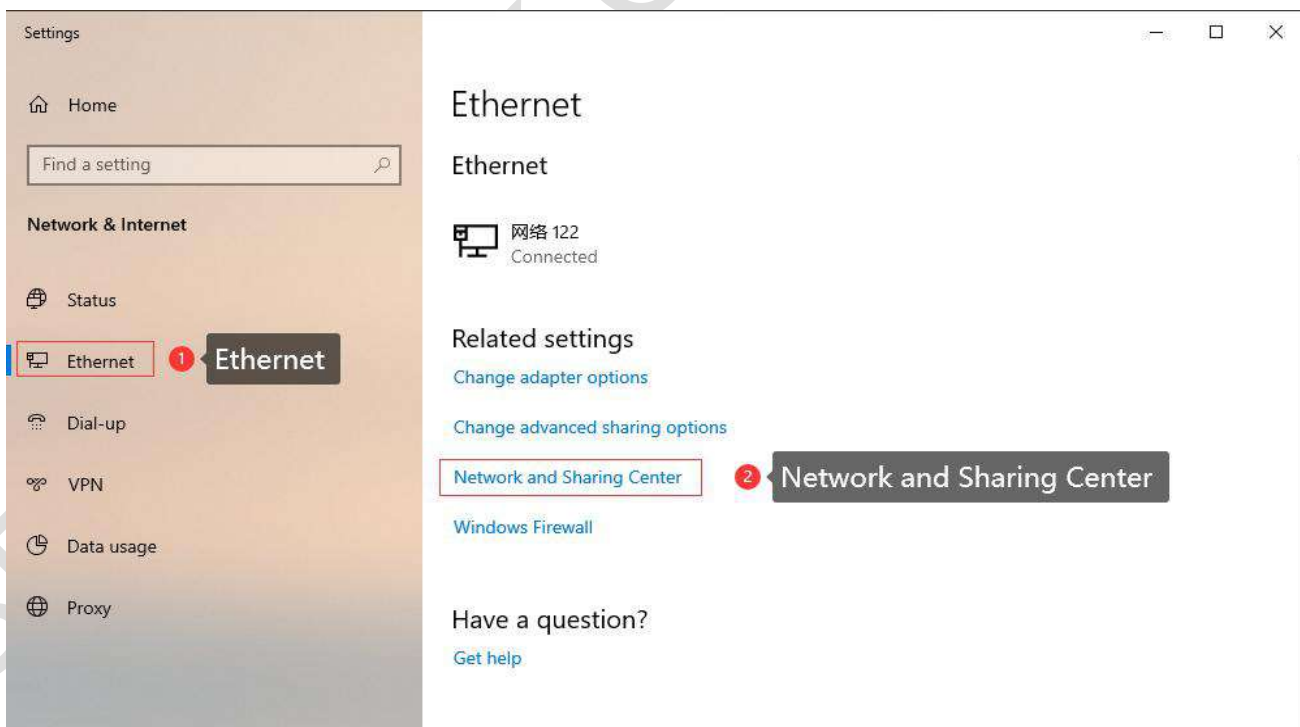 Settings
Home
Find a setting
Network & Internet
Status
Ethernet
1 Ethernet
Dial-up
VPN
Data usage
Proxy
Ethernet
Ethernet
网络 122
Connected
Related settings
Change adapter options
Change advanced sharing options
Network and Sharing Center
2 Network and Sharing Center
Windows Firewall
Have a question?
Get help